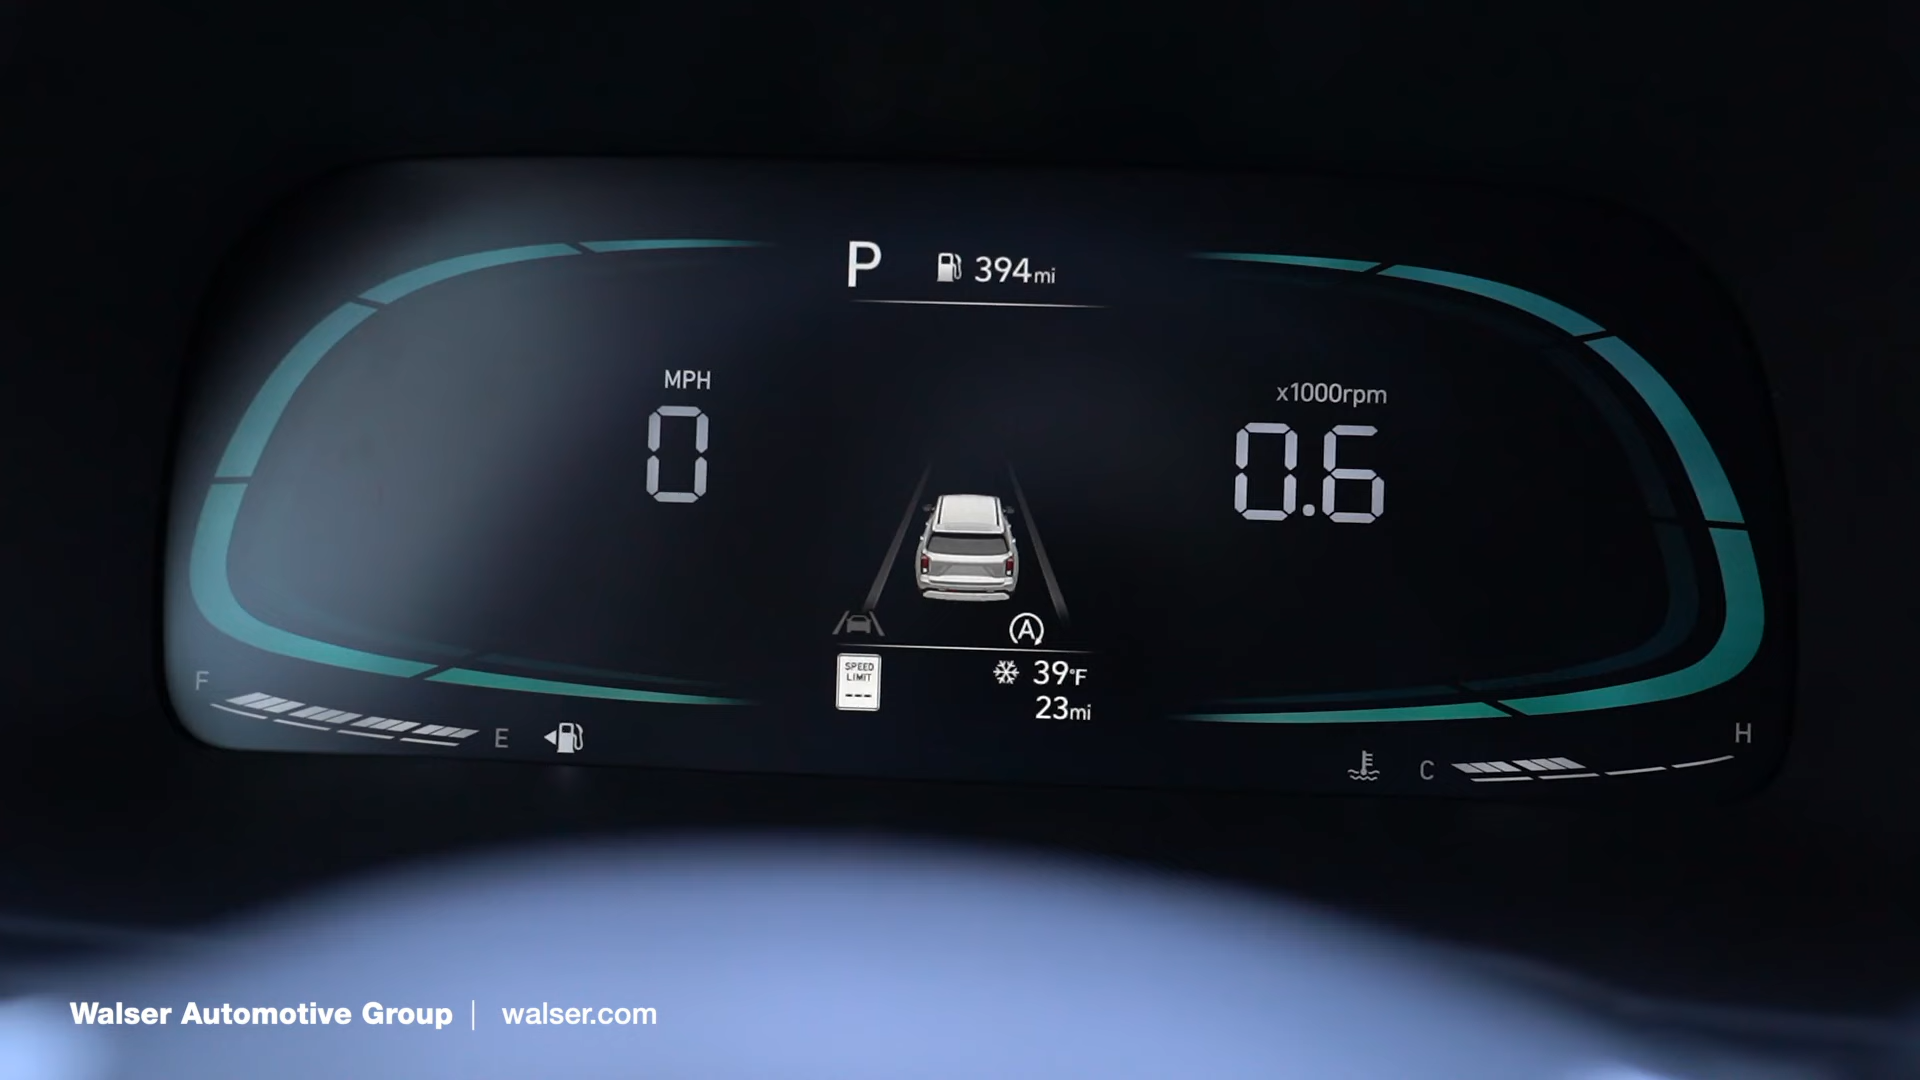 P 394mi
MPH
0
x1000rpm
0.6
A
SPEED
LIMIT
---
39°F
23mi
F
E
C
H
Walser Automotive Group | walser.com